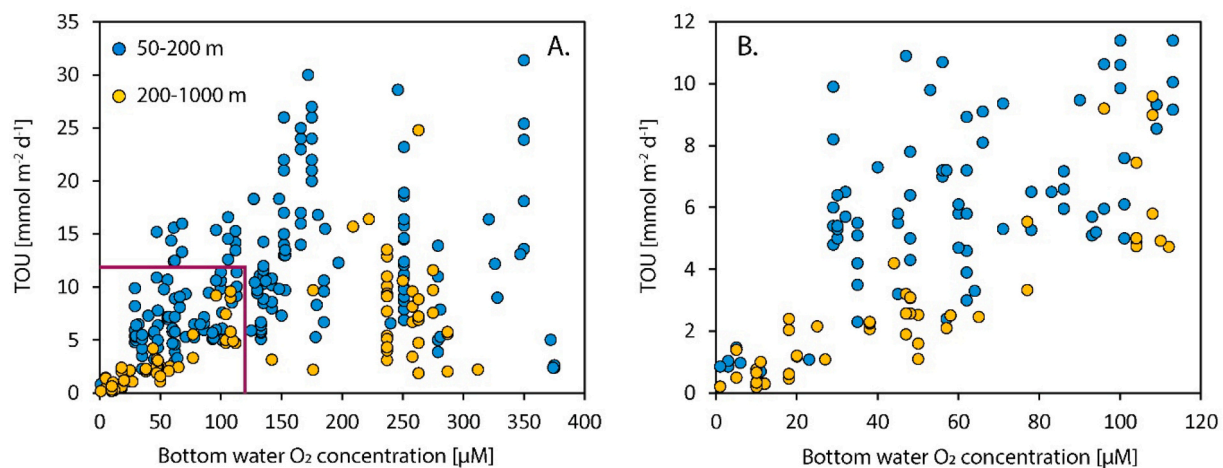 35
30
25
20
15
10
5
0
TOU [mmol m⁻² d⁻¹]
50-200 m
200-1000 m
A.
0 50 100 150 200 250 300 350 400
Bottom water O₂ concentration [µM]
12
10
8
6
4
2
0
TOU [mmol m⁻² d⁻¹]
B.
0 20 40 60 80 100 120
Bottom water O₂ concentration [µM]